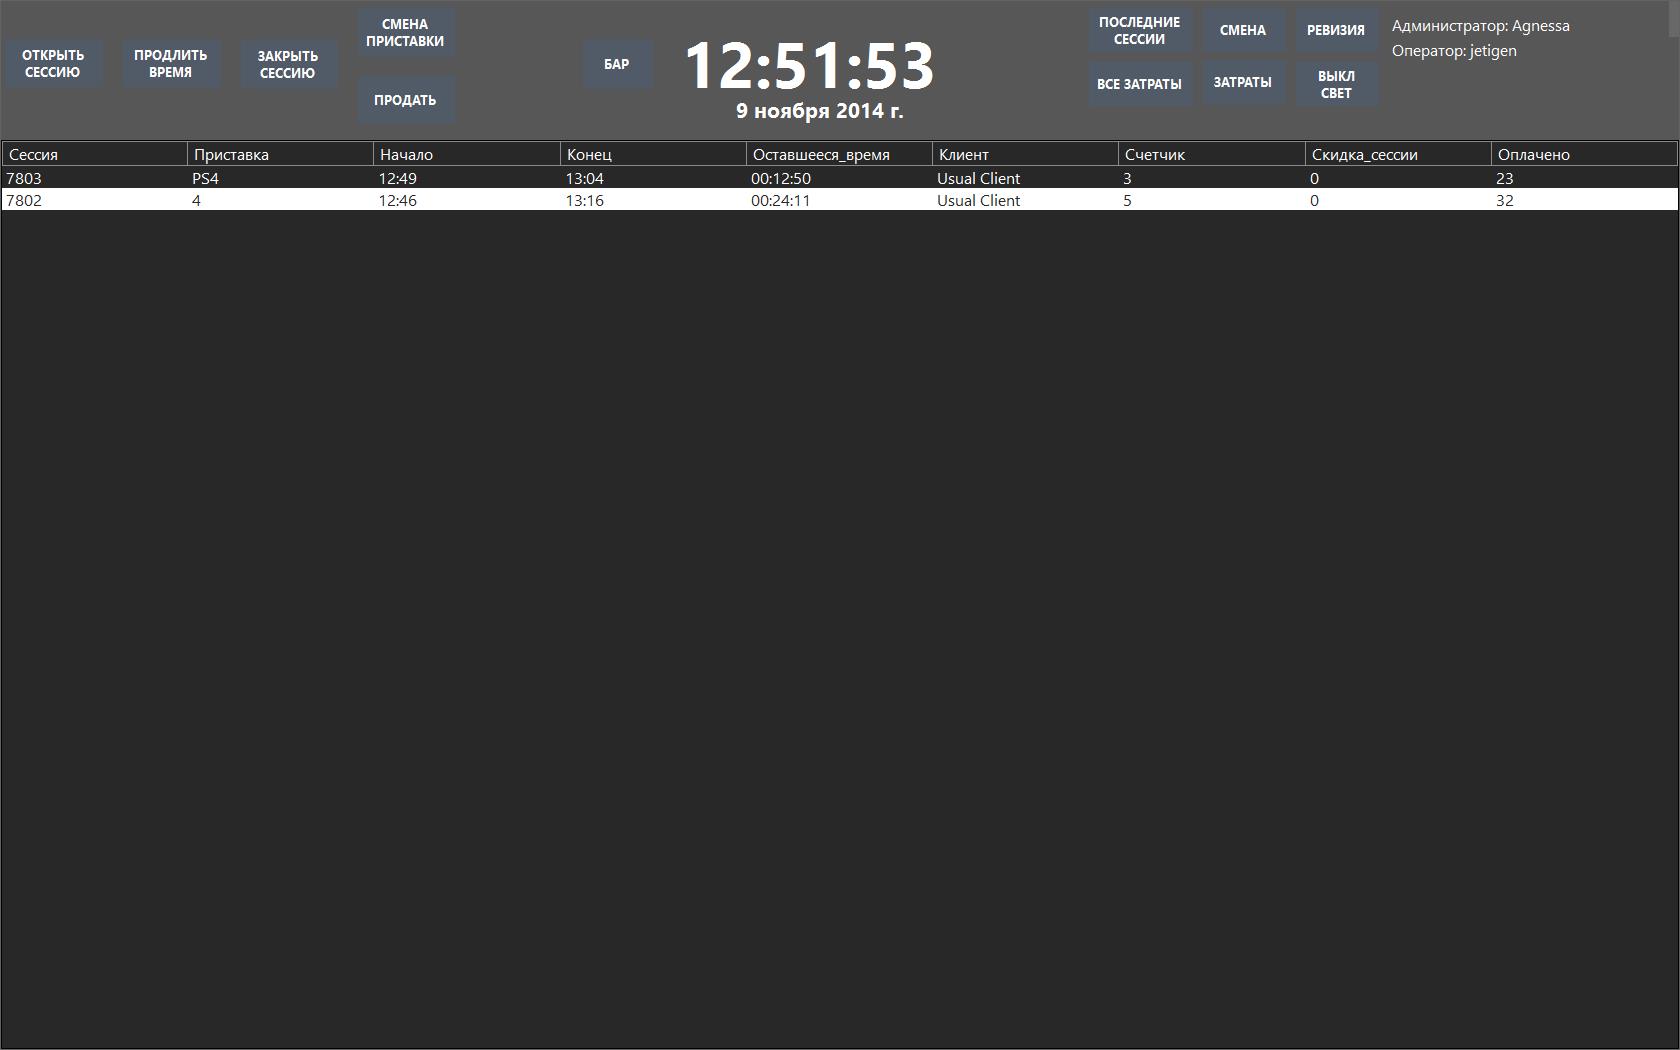 ОТКРЫТЬ
СЕССИЮ
ПРОДЛИТЬ
ВРЕМЯ
ЗАКРЫТЬ
СЕССИЮ
СМЕНА
ПРИСТАВКИ
ПРОДАТЬ
БАР
12:51:53
9 ноября 2014 г.
ПОСЛЕДНИЕ
СЕССИИ
СМЕНА
РЕВИЗИЯ
ВСЕ ЗАТРАТЫ
ЗАТРАТЫ
ВЫКЛ
СВЕТ
Администратор: Agnessa
Оператор: jetigen
Сессия Приставка Начало Конец Оставшееся_время Клиент Счетчик Скидка_сессии Оплачено
7803 PS4 12:49 13:04 00:12:50 Usual Client 3 0 23
7802 4 12:46 13:16 00:24:11 Usual Client 5 0 32